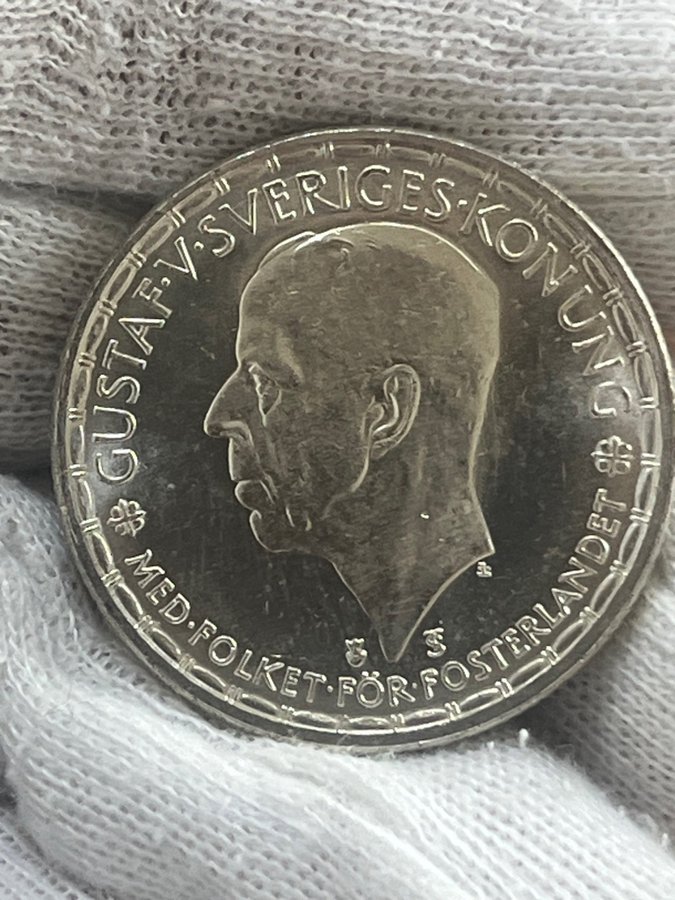 GUSTAF·V·SVERIGES·KONUNG
MED·FOLKET·FÖR·FOSTERLANDET